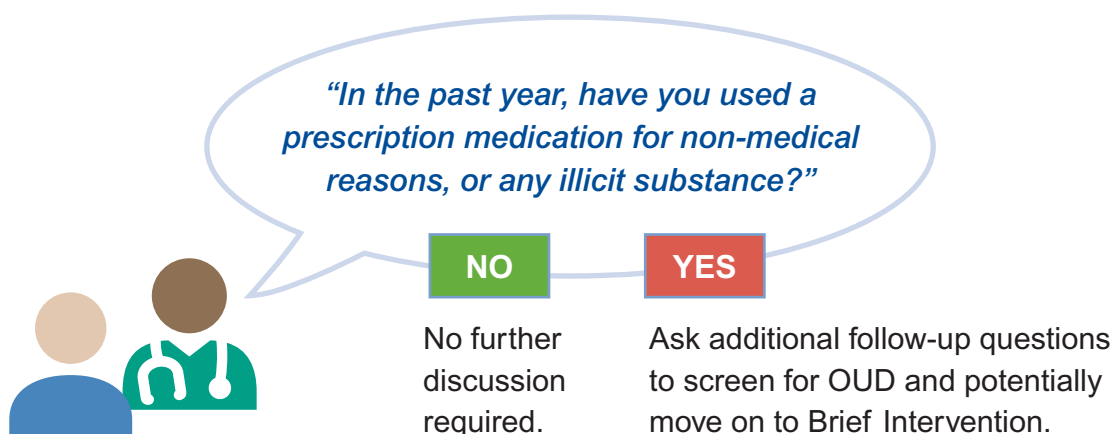 “In the past year, have you used a
prescription medication for non-medical
reasons, or any illicit substance?”
NO
YES
No further
discussion
required.
Ask additional follow-up questions
to screen for OUD and potentially
move on to Brief Intervention.